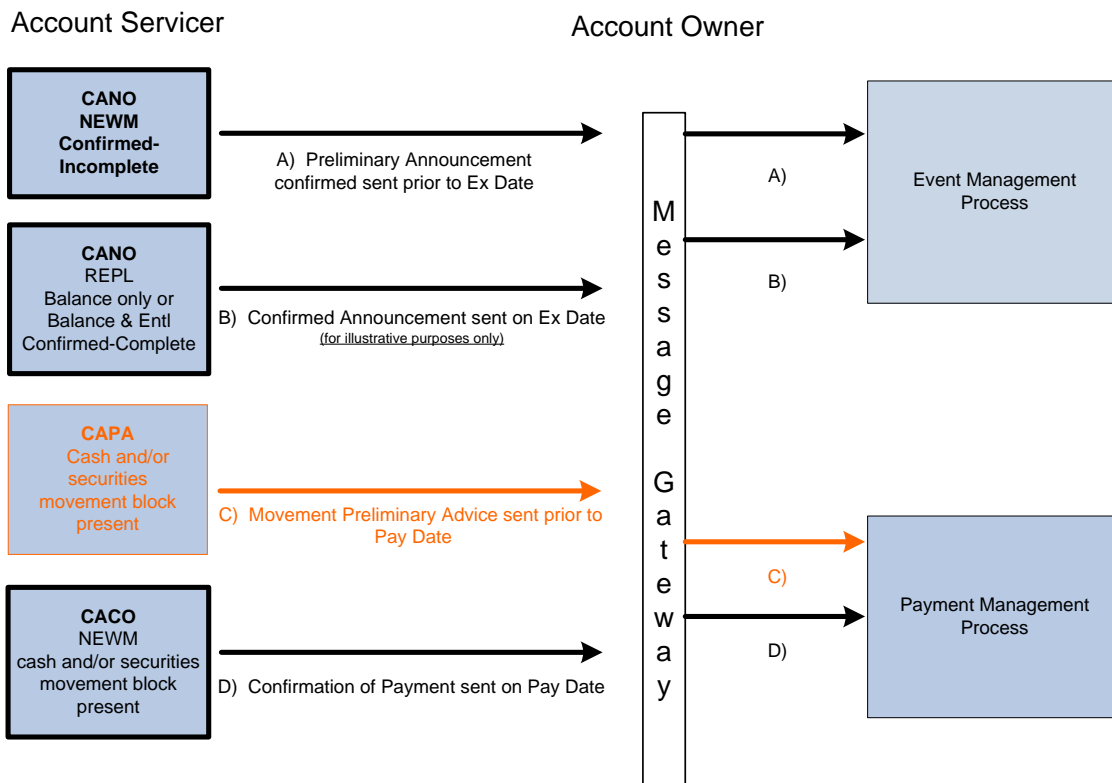 Account Servicer
Account Owner
CANO
NEWM
Confirmed-
Incomplete
A) Preliminary Announcement
confirmed sent prior to Ex Date
CANO
REPL
Balance only or
Balance & Entl
Confirmed-Complete
B) Confirmed Announcement sent on Ex Date
(for illustrative purposes only)
CAPA
Cash and/or
securities
movement block
present
C) Movement Preliminary Advice sent prior to
Pay Date
CACO
NEWM
cash and/or securities
movement block
present
D) Confirmation of Payment sent on Pay Date
Message Gateway
A)
B)
Event Management
Process
C)
D)
Payment Management
Process